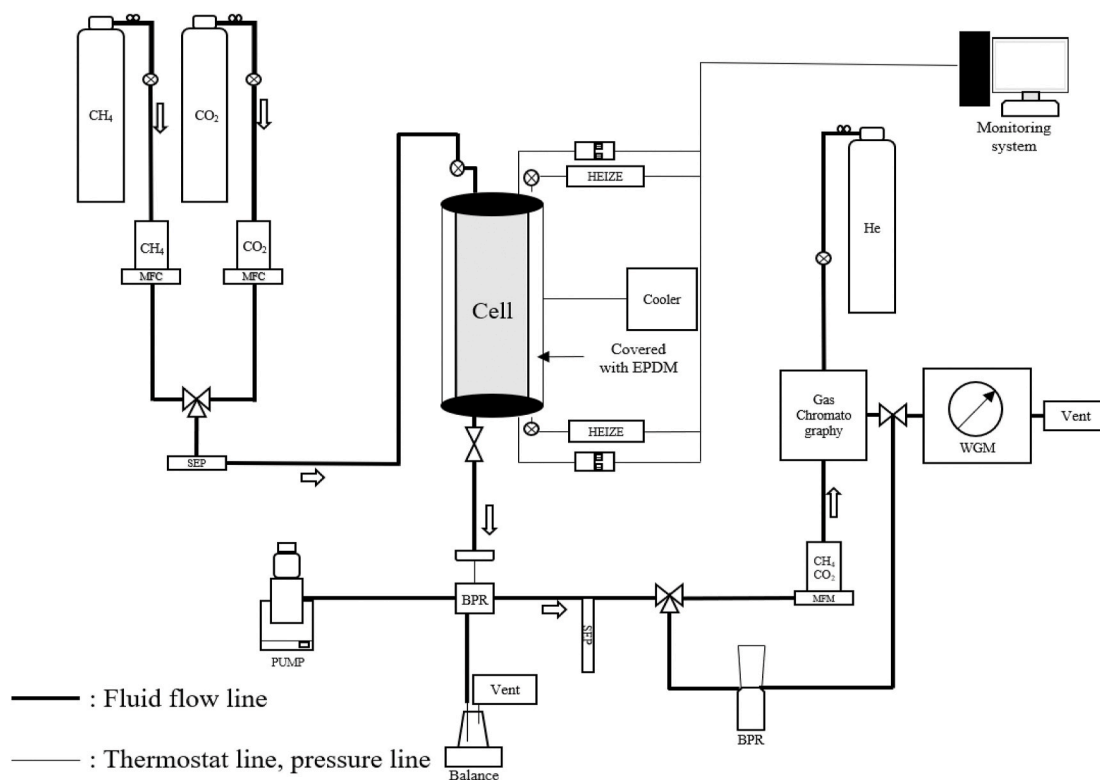 CH4
CO2
Monitoring
system
HEIZE
He
CH4
CO2
MFC
MFC
Cooler
Cell
Covered
with EPDM
Gas
Chromato
graphy
Vent
HEIZE
WGM
SEP
CH4
CO2
MFM
BPR
SEP
PUMP
Vent
: Fluid flow line
BPR
: Thermostat line, pressure line
Balance